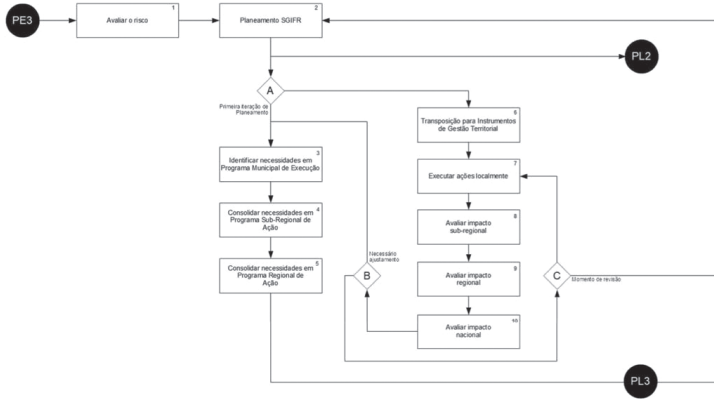 PE3
1
Avaliar o risco
2
Planeamento SGIFR
PL2
A
Primeira iteração de
Planeamento
6
Transposição para Instrumentos
de Gestão Territorial
3
Identificar necessidades em
Programa Municipal de Execução
7
Executar ações localmente
4
Consolidar necessidades em
Programa Sub-Regional de
Ação
8
Avaliar impacto
sub-regional
5
Consolidar necessidades em
Programa Regional de
Ação
Necessário
ajustamento
B
9
Avaliar impacto
regional
C
Momento de revisão
10
Avaliar impacto
nacional
PL3